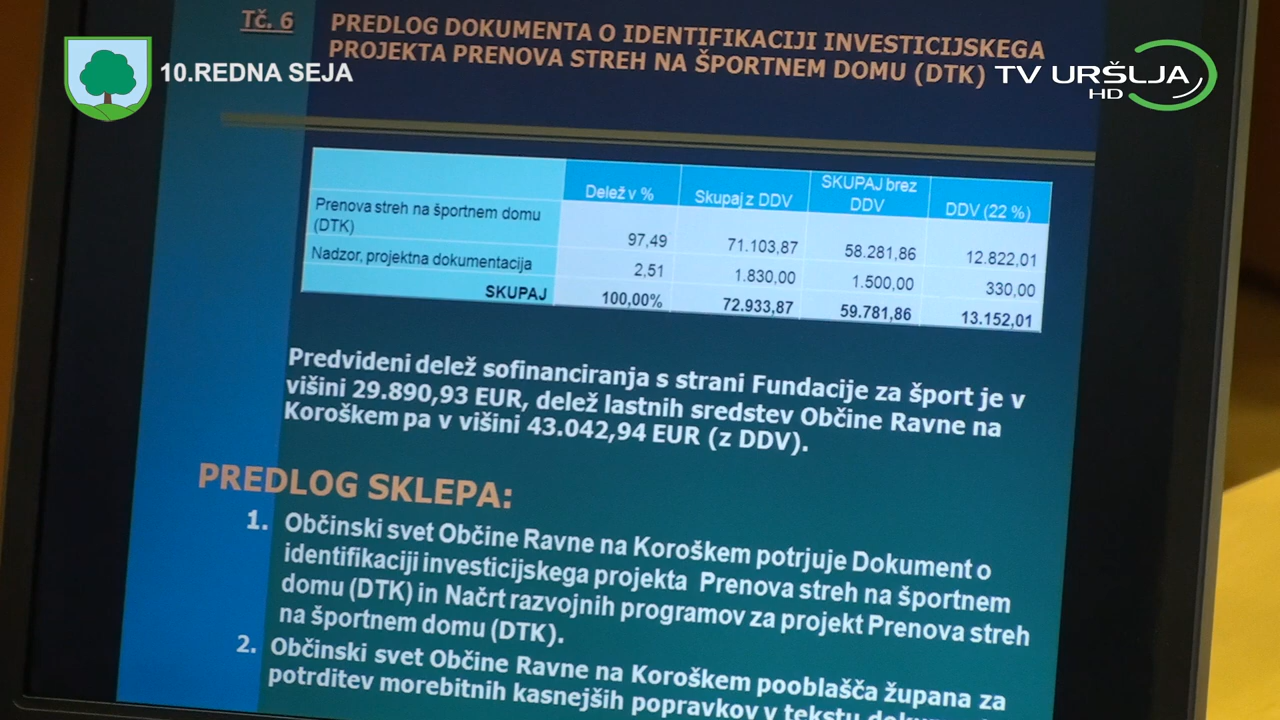 Tč. 6
PREDLOG DOKUMENTA O IDENTIFIKACIJI INVESTICIJSKEGA
PROJEKTA PRENOVA STREH NA ŠPORTNEM DOMU (DTK)
10.REDNA SEJA
TV URŠLJA
HD
Delež v % Skupaj z DDV SKUPAJ brez DDV DDV (22 %)
Prenova streh na športnem domu
(DTK) 97,49 71.103,87 58.281,86 12.822,01
Nadzor, projektna dokumentacija 2,51 1.830,00 1.500,00 330,00
SKUPAJ 100,00% 72.933,87 59.781,86 13.152,01
Predvideni delež sofinanciranja s strani Fundacije za šport je v
višini 29.890,93 EUR, delež lastnih sredstev Občine Ravne na
Koroškem pa v višini 43.042,94 EUR (z DDV).
PREDLOG SKLEPA:
1. Občinski svet Občine Ravne na Koroškem potrjuje Dokument o
identifikaciji investicijskega projekta Prenova streh na športnem
domu (DTK) in Načrt razvojnih programov za projekt Prenova streh
na športnem domu (DTK).
2. Občinski svet Občine Ravne na Koroškem pooblašča župana za
potrditev morebitnih kasnejših popravkov v tekstu